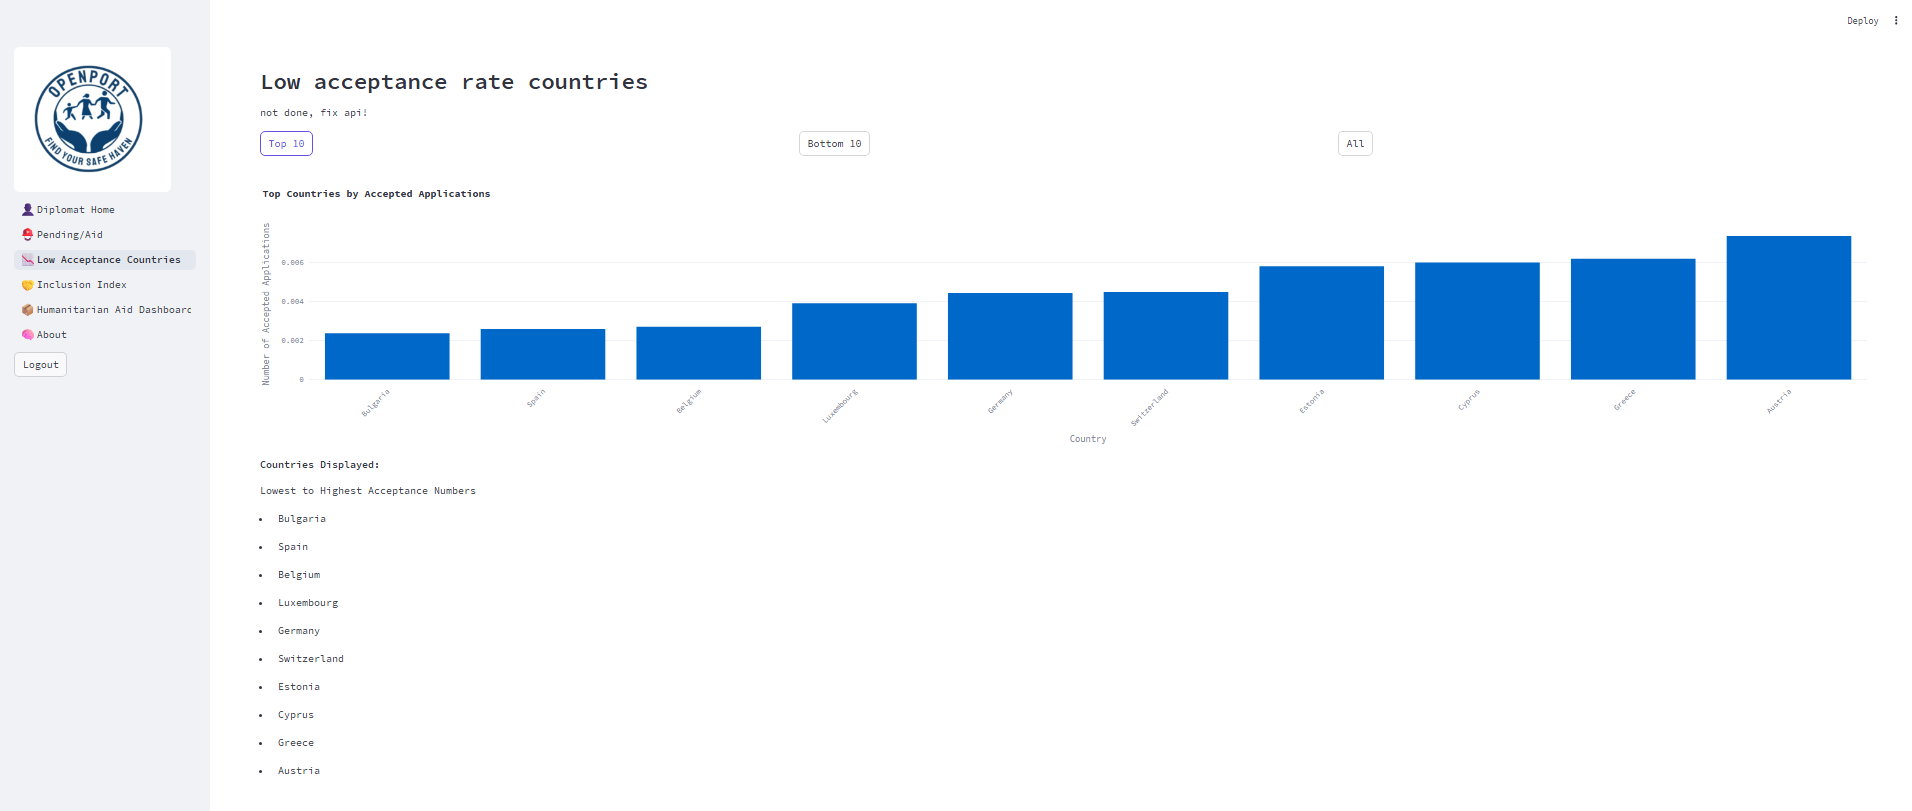 Deploy
OPENPORT
FIND YOUR SAFE HAVEN
Diplomat Home
Pending/Aid
Low Acceptance Countries
Inclusion Index
Humanitarian Aid Dashboard
About
Logout
Low acceptance rate countries
not done, fix api!
Top 10
Bottom 10
All
Top Countries by Accepted Applications
Number of Accepted Applications
0.006
0.004
0.002
0
Bulgaria
Spain
Belgium
Luxembourg
Germany
Switzerland
Estonia
Cyprus
Greece
Austria
Country
Countries Displayed:
Lowest to Highest Acceptance Numbers
• Bulgaria
• Spain
• Belgium
• Luxembourg
• Germany
• Switzerland
• Estonia
• Cyprus
• Greece
• Austria